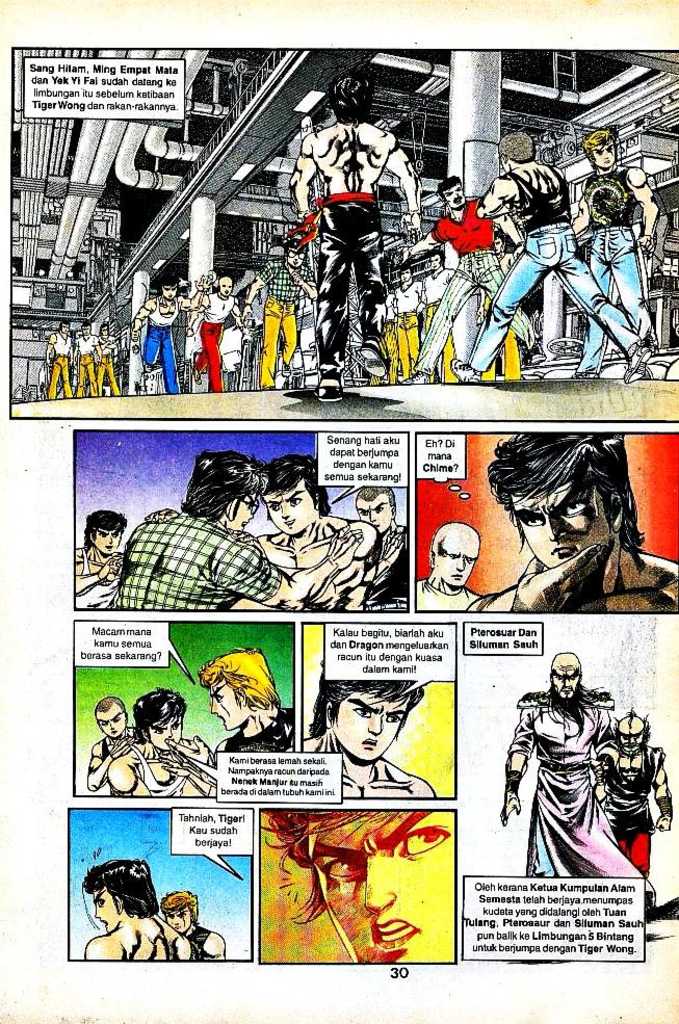 Sang Hitam, Ming Empat Mata
dan Yek Yi Fai sudah datang ke
limbungan itu sebelum ketibaan
Tiger Wong dan rakan-rakannya.
Senang hati aku
dapat berjumpa
dengan kamu
semua
sekarang!
Eh? Di
mana
Chime?
Macam mana
kamu semua
berasa sekarang?
Kami berasa lemah sekali.
Nampaknya racun daripada
Nenek Manjur itu masih
berada di dalam tubuh kami ini.
Kalau begitu, biarlah aku
dan Dragon mengeluarkan
racun itu dengan kuasa
dalam kami!
Pterosuar Dan
Siluman Sauh
Tahniah, Tiger!
Kau sudah
berjaya!
Oleh kerana Ketua Kumpulan Alam
Semesta telah berjaya menumpas
kudeta yang didalangi oleh Tuan
Tulang, Pterosaur dan Siluman Sauh
pun balik ke Limbungan 5 Bintang
untuk berjumpa dengan Tiger Wong.
30